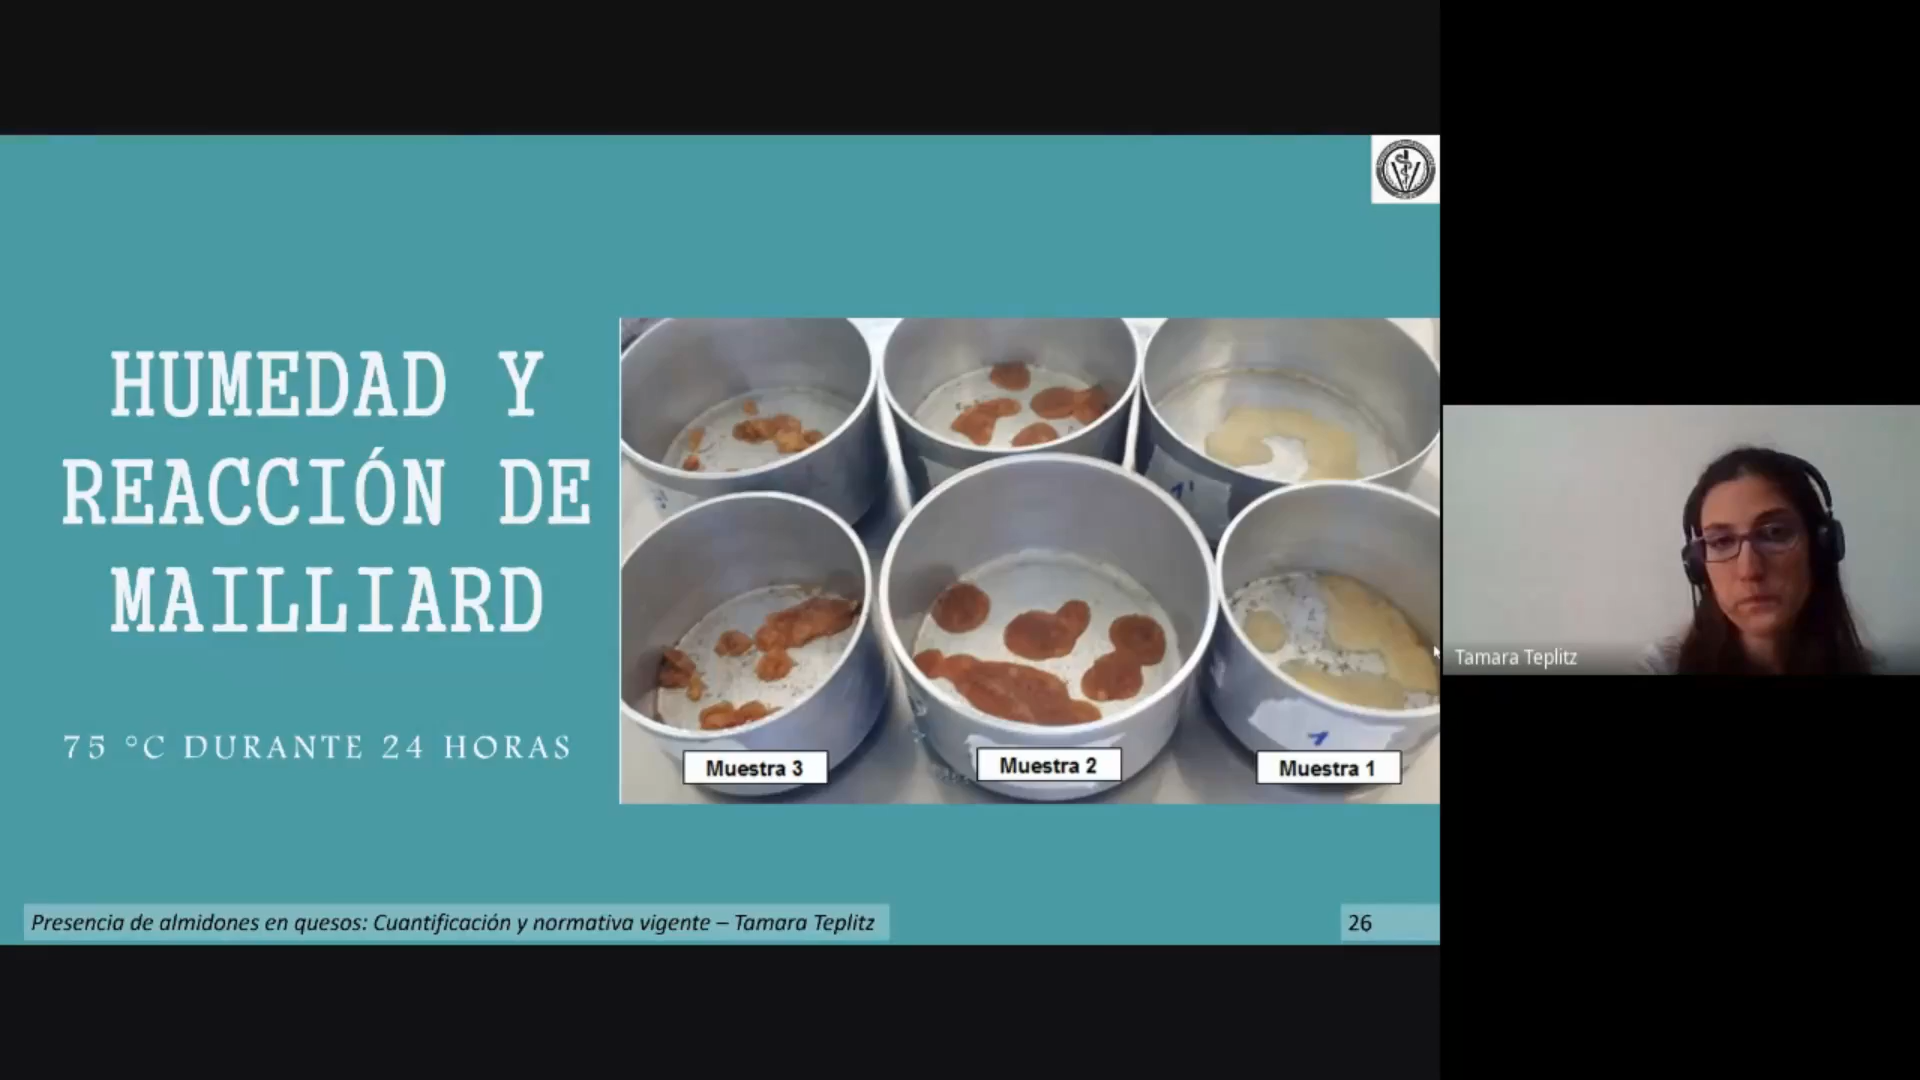 HUMEDAD Y
REACCIÓN DE
MAILLIARD
75 °C DURANTE 24 HORAS
Muestra 3
Muestra 2
Muestra 1
1
Presencia de almidones en quesos: Cuantificación y normativa vigente – Tamara Teplitz
26
Tamara Teplitz